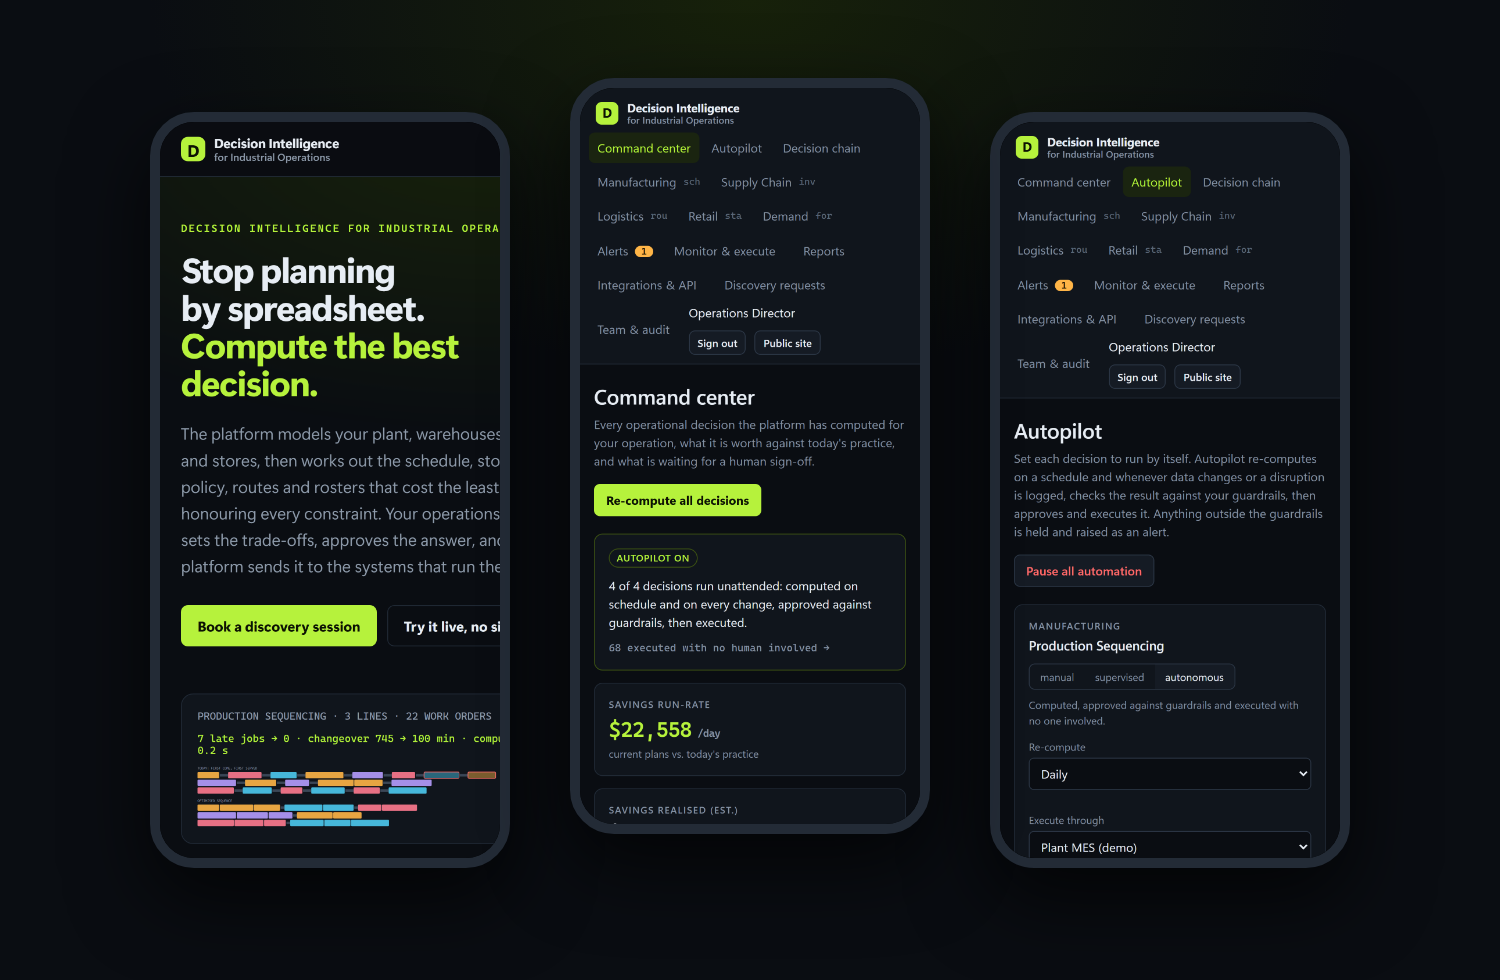 Decision Intelligence
for Industrial Operations
DECISION INTELLIGENCE FOR INDUSTRIAL OPERA
Stop planning
by spreadsheet.
Compute the best
decision.
The platform models your plant, warehouses
and stores, then works out the schedule, sto
policy, routes and rosters that cost the least
honouring every constraint. Your operations
sets the trade-offs, approves the answer, and
platform sends it to the systems that run the
Book a discovery session
Try it live, no si
PRODUCTION SEQUENCING · 3 LINES · 22 WORK ORDERS
7 late jobs → 0 · changeover 745 → 100 min · compu
0.2 s
D Decision Intelligence
for Industrial Operations
Command center Autopilot Decision chain
Manufacturing sch Supply Chain inv
Logistics rou Retail sta Demand for
Alerts 1 Monitor & execute Reports
Integrations & API Discovery requests
Team & audit Operations Director
Sign out Public site
Command center
Every operational decision the platform has computed for
your operation, what it is worth against today's practice,
and what is waiting for a human sign-off.
Re-compute all decisions
AUTOPILOT ON
4 of 4 decisions run unattended: computed on
schedule and on every change, approved against
guardrails, then executed.
68 executed with no human involved →
SAVINGS RUN-RATE
$22,558 /day
current plans vs. today's practice
SAVINGS REALISED (EST.)
D Decision Intelligence
for Industrial Operations
Command center Autopilot Decision chain
Manufacturing sch Supply Chain inv
Logistics rou Retail sta Demand for
Alerts 1 Monitor & execute Reports
Integrations & API Discovery requests
Team & audit Operations Director
Sign out Public site
Autopilot
Set each decision to run by itself. Autopilot re-computes
on a schedule and whenever data changes or a disruption
is logged, checks the result against your guardrails, then
approves and executes it. Anything outside the guardrails
is held and raised as an alert.
Pause all automation
MANUFACTURING
Production Sequencing
manual supervised autonomous
Computed, approved against guardrails and executed with
no one involved.
Re-compute
Daily
Execute through
Plant MES (demo)